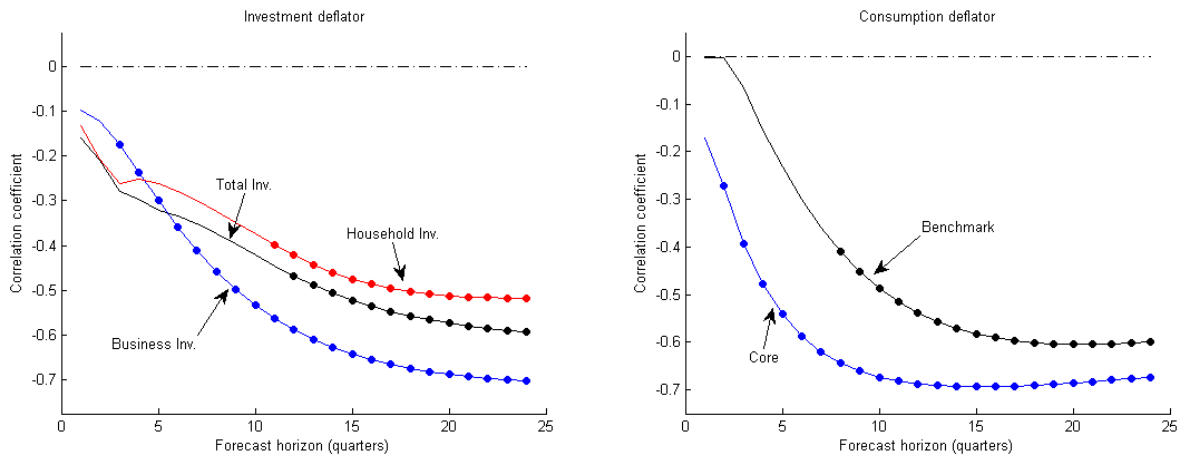 Investment deflator
0
-0.1
-0.2
-0.3
-0.4
-0.5
-0.6
-0.7
Correlation coefficient
Total Inv.
Household Inv.
Business Inv.
0 5 10 15 20 25
Forecast horizon (quarters)
Consumption deflator
0
-0.1
-0.2
-0.3
-0.4
-0.5
-0.6
-0.7
Correlation coefficient
Benchmark
Core
0 5 10 15 20 25
Forecast horizon (quarters)